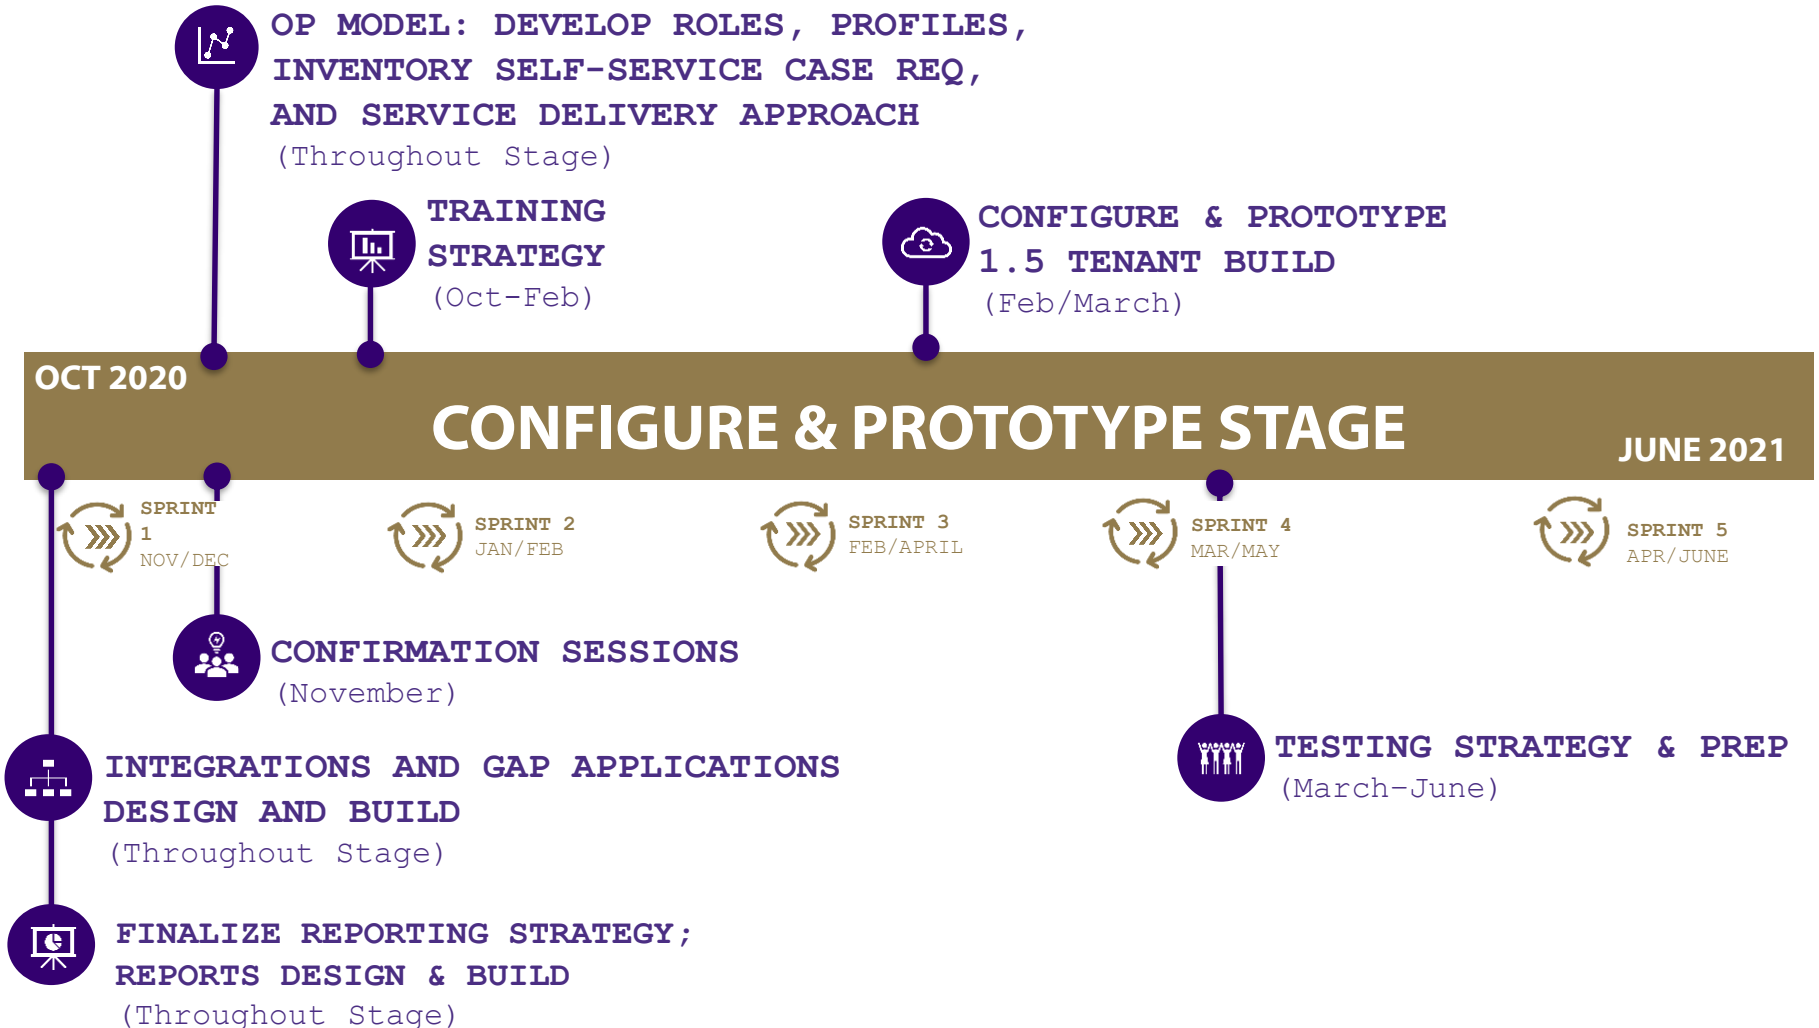 OP MODEL: DEVELOP ROLES, PROFILES,
INVENTORY SELF-SERVICE CASE REQ,
AND SERVICE DELIVERY APPROACH
(Throughout Stage)
TRAINING
STRATEGY
(Oct-Feb)
CONFIGURE & PROTOTYPE
1.5 TENANT BUILD
(Feb/March)
OCT 2020
CONFIGURE & PROTOTYPE STAGE
JUNE 2021
SPRINT
1
NOV/DEC
SPRINT 2
JAN/FEB
SPRINT 3
FEB/APRIL
SPRINT 4
MAR/MAY
SPRINT 5
APR/JUNE
CONFIRMATION SESSIONS
(November)
INTEGRATIONS AND GAP APPLICATIONS
DESIGN AND BUILD
(Throughout Stage)
TESTING STRATEGY & PREP
(March-June)
FINALIZE REPORTING STRATEGY;
REPORTS DESIGN & BUILD
(Throughout Stage)